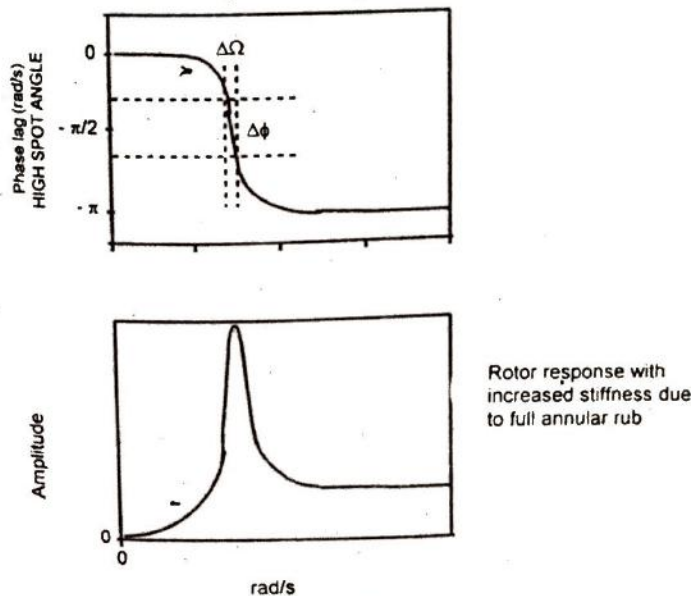 Phase lag (rad/s)
HIGH SPOT ANGLE
0
- π/2
- π
γ
ΔΩ
Δϕ
Amplitude
0
0
r
rad/s
Rotor response with
increased stiffness due
to full annular rub